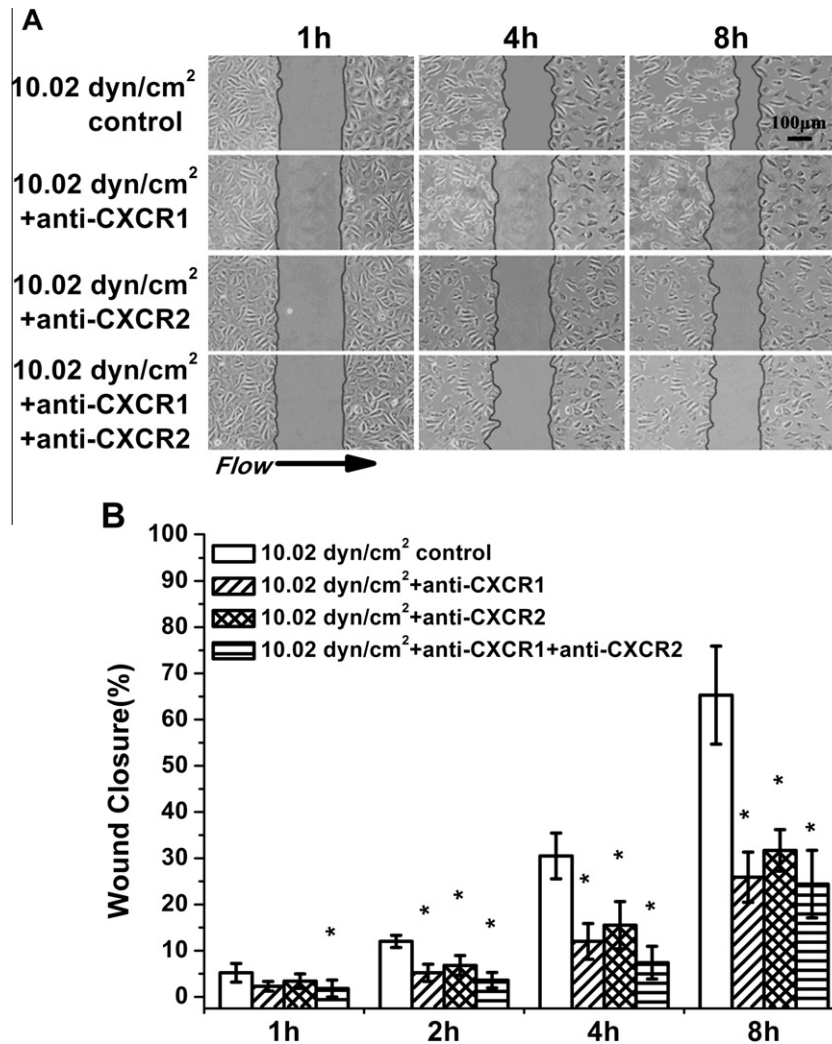 A
1h 4h 8h
10.02 dyn/cm²
control
100μm
10.02 dyn/cm²
+anti-CXCR1
10.02 dyn/cm²
+anti-CXCR2
10.02 dyn/cm²
+anti-CXCR1
+anti-CXCR2
Flow
B
10.02 dyn/cm² control
10.02 dyn/cm²+anti-CXCR1
10.02 dyn/cm²+anti-CXCR2
10.02 dyn/cm²+anti-CXCR1+anti-CXCR2
Wound Closure(%)
100
90
80
70
60
50
40
30
20
10
0
* * * * * * * * * *
1h 2h 4h 8h